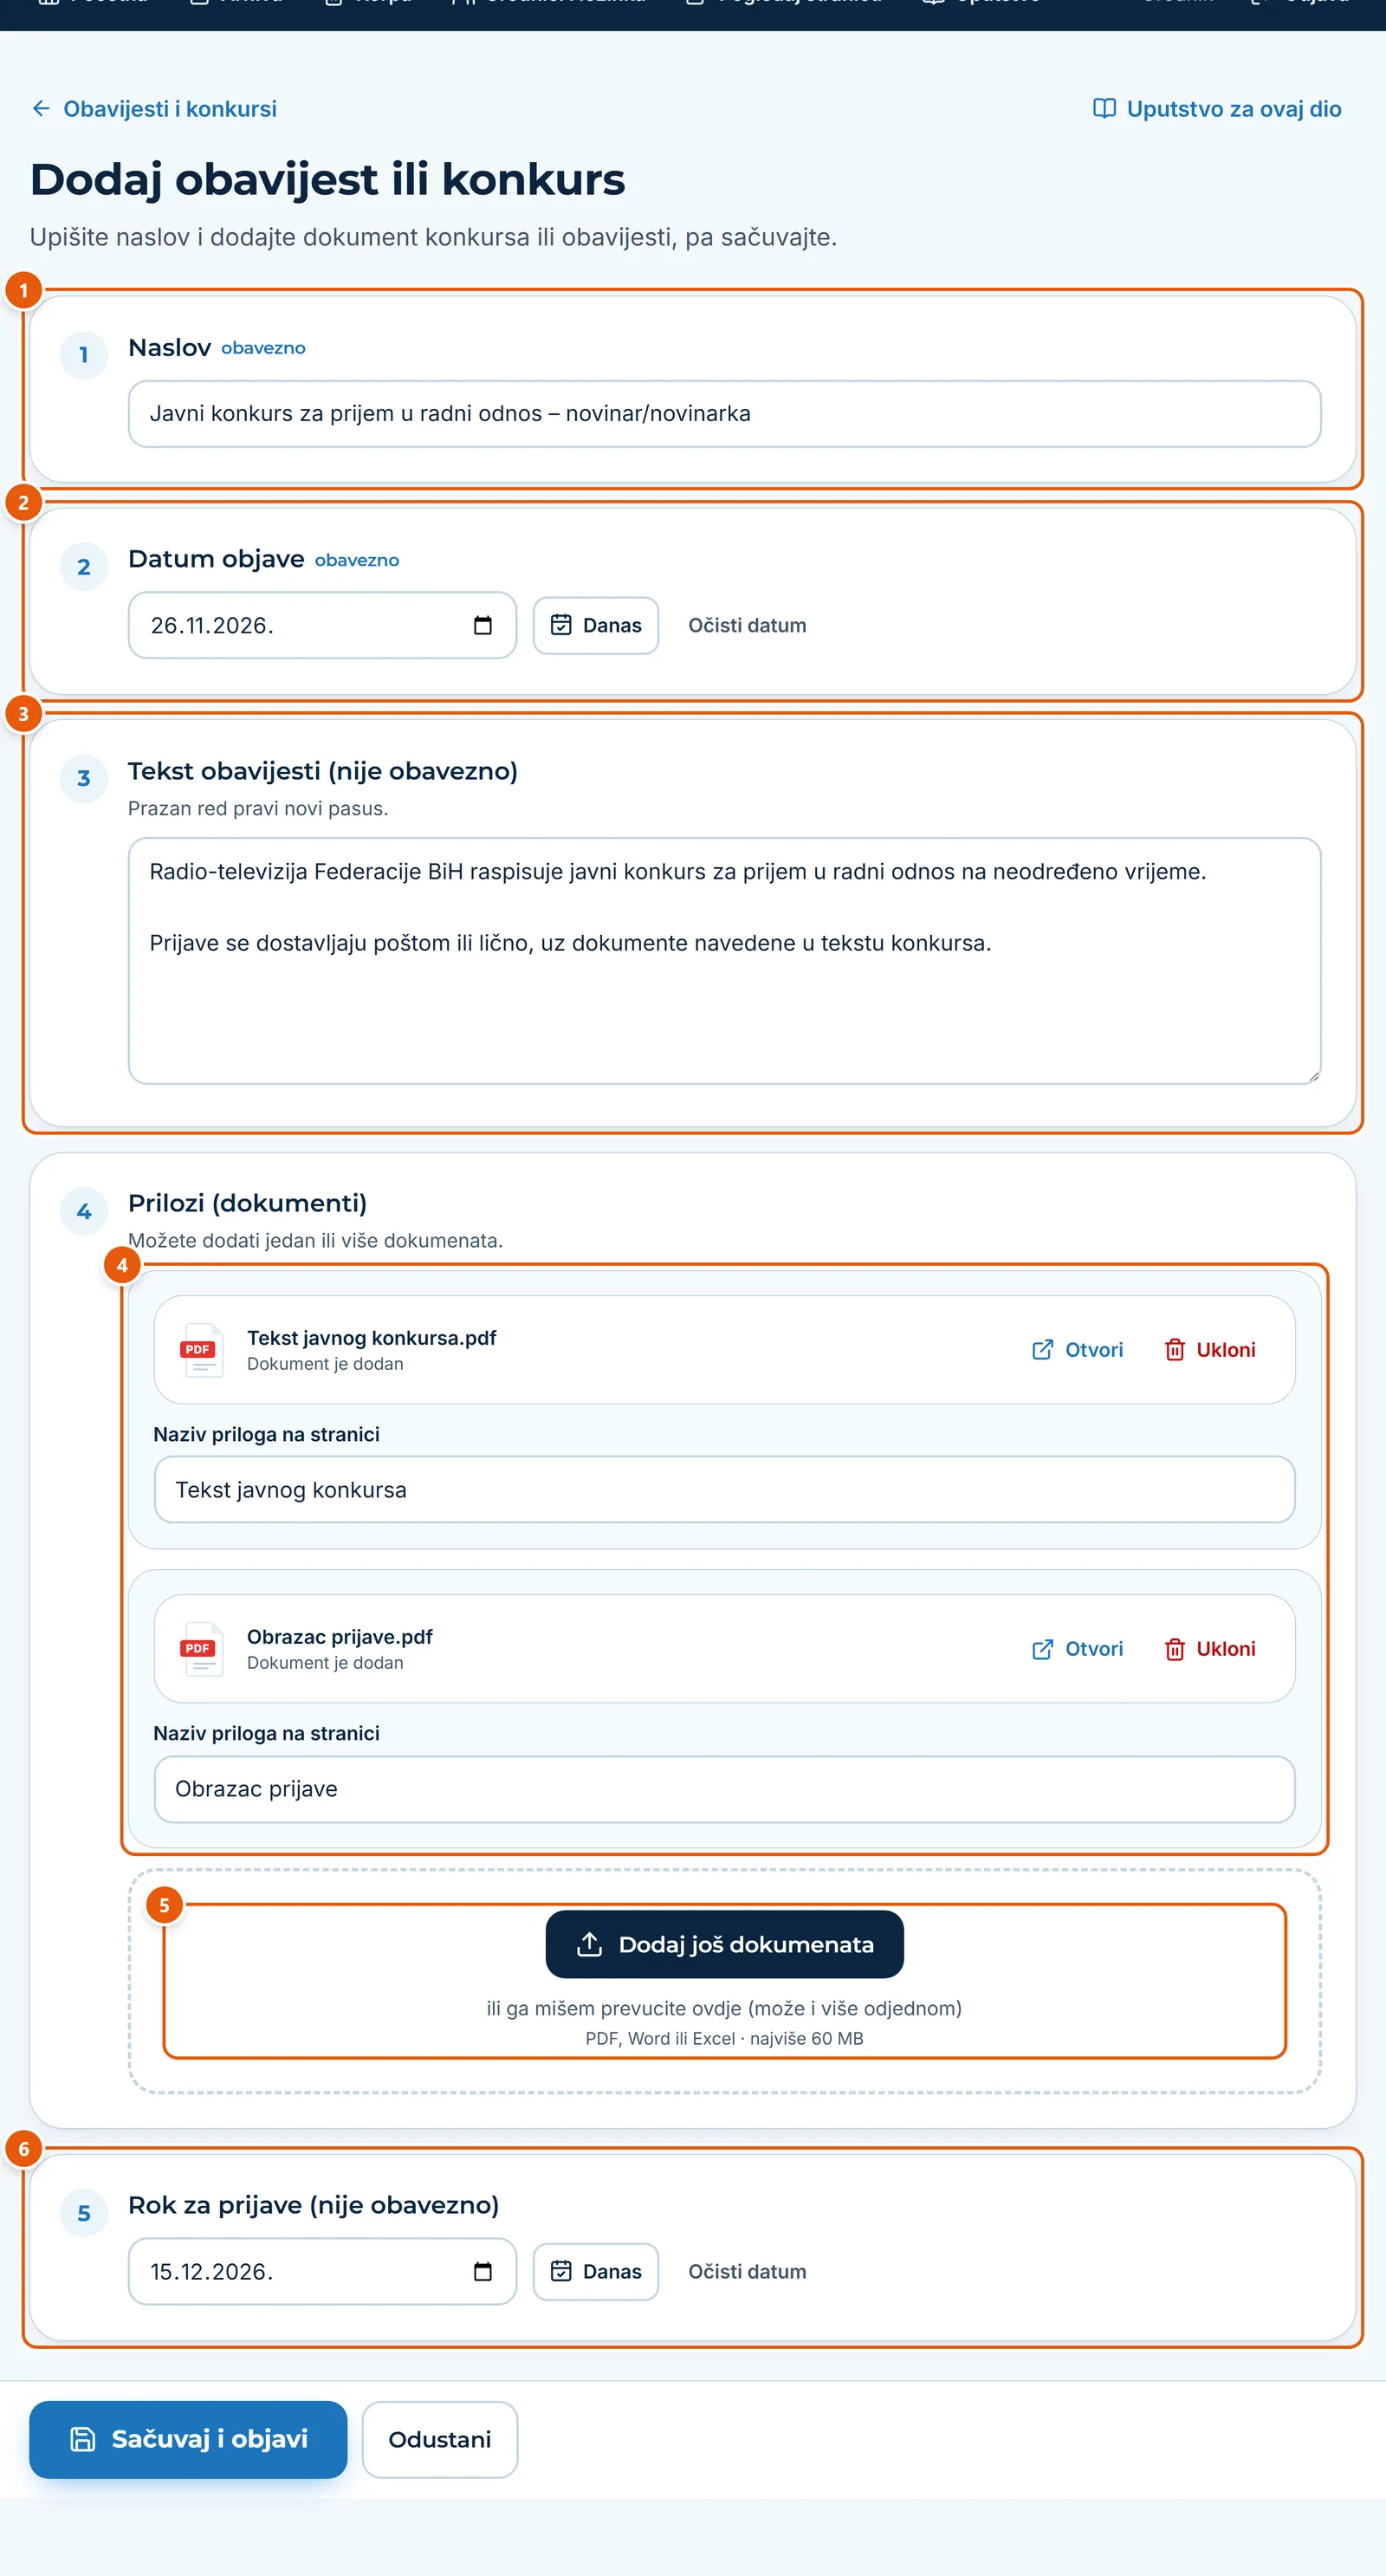 Obavijesti i konkursi
Uputstvo za ovaj dio
Dodaj obavijest ili konkurs
Upišite naslov i dodajte dokument konkursa ili obavijesti, pa sačuvajte.
1
1 Naslov obavezno
Javni konkurs za prijem u radni odnos – novinar/novinarka
2
2 Datum objave obavezno
26.11.2026. Danas Očisti datum
3
3 Tekst obavijesti (nije obavezno)
Prazan red pravi novi pasus.
Radio-televizija Federacije BiH raspisuje javni konkurs za prijem u radni odnos na neodređeno vrijeme.
Prijave se dostavljaju poštom ili lično, uz dokumente navedene u tekstu konkursa.
4 Prilozi (dokumenti)
Možete dodati jedan ili više dokumenata.
4
PDF Tekst javnog konkursa.pdf Otvori Ukloni
Dokument je dodan
Naziv priloga na stranici
Tekst javnog konkursa
PDF Obrazac prijave.pdf Otvori Ukloni
Dokument je dodan
Naziv priloga na stranici
Obrazac prijave
5
Dodaj još dokumenata
ili ga mišem prevucite ovdje (može i više odjednom)
PDF, Word ili Excel · najviše 60 MB
6
5 Rok za prijave (nije obavezno)
15.12.2026. Danas Očisti datum
Sačuvaj i objavi Odustani